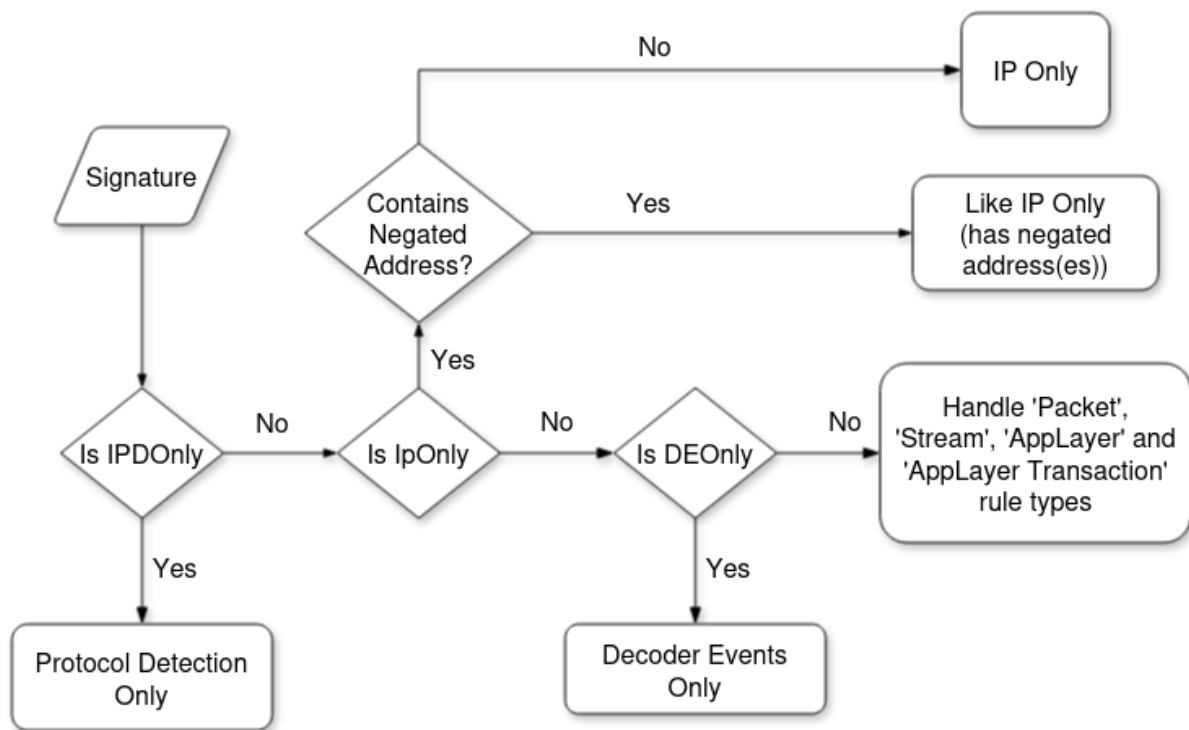 No
IP Only
Signature
Contains
Negated
Address?
Yes
Like IP Only
(has negated
address(es))
Yes
Is IPDOnly
No
Is IpOnly
No
Is DEOnly
No
Handle 'Packet',
'Stream', 'AppLayer' and
'AppLayer Transaction'
rule types
Yes
Yes
Protocol Detection
Only
Decoder Events
Only